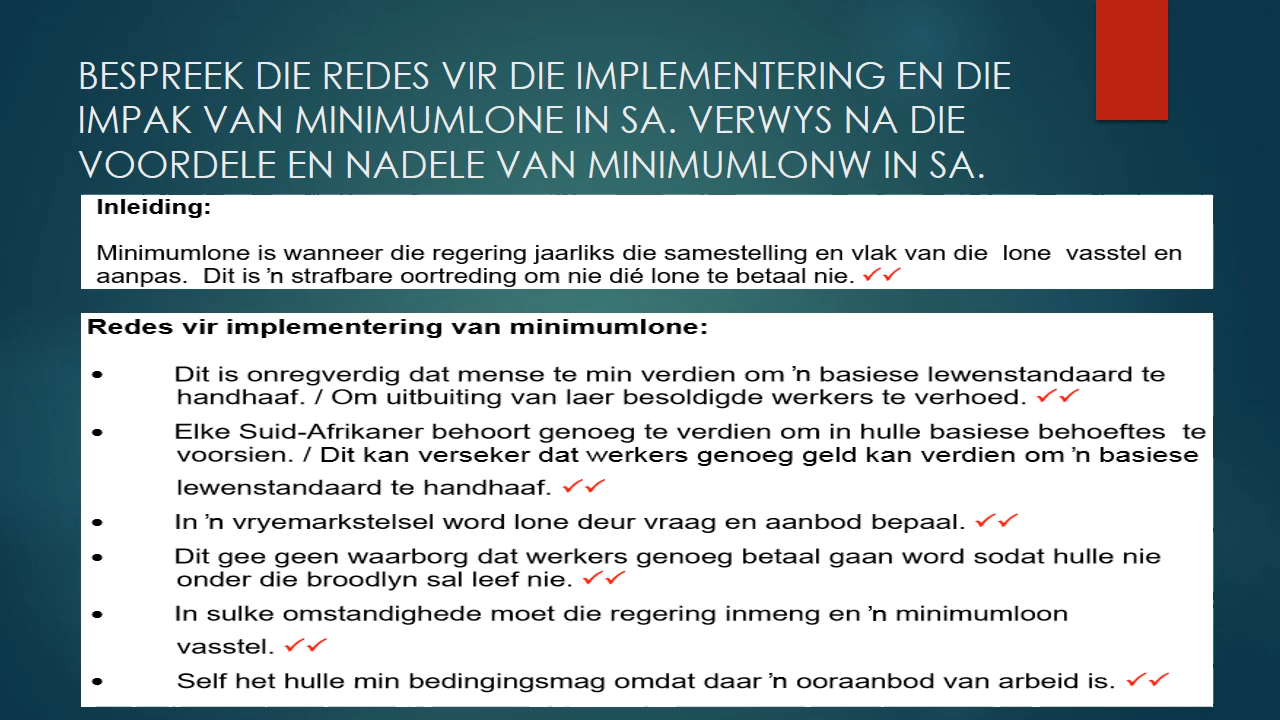 BESPREEK DIE REDES VIR DIE IMPLEMENTERING EN DIE
IMPAK VAN MINIMUMLONE IN SA. VERWYS NA DIE
VOORDELE EN NADELE VAN MINIMUMLONW IN SA.
Inleiding:
Minimumlone is wanneer die regering jaarliks die samestelling en vlak van die lone vasstel en
aanpas. Dit is ’n strafbare oortreding om nie dié lone te betaal nie. ✓✓
Redes vir implementering van minimumlone:
• Dit is onregverdig dat mense te min verdien om ’n basiese lewenstandaard te
handhaaf. / Om uitbuiting van laer besoldigde werkers te verhoed. ✓✓
• Elke Suid-Afrikaner behoort genoeg te verdien om in hulle basiese behoeftes te
voorsien. / Dit kan verseker dat werkers genoeg geld kan verdien om ’n basiese
lewenstandaard te handhaaf. ✓✓
• In ’n vryemarkstelsel word lone deur vraag en aanbod bepaal. ✓✓
• Dit gee geen waarborg dat werkers genoeg betaal gaan word sodat hulle nie
onder die broodlyn sal leef nie. ✓✓
• In sulke omstandighede moet die regering inmeng en ’n minimumloon
vasstel. ✓✓
• Self het hulle min bedingingsmag omdat daar ’n ooraanbod van arbeid is. ✓✓